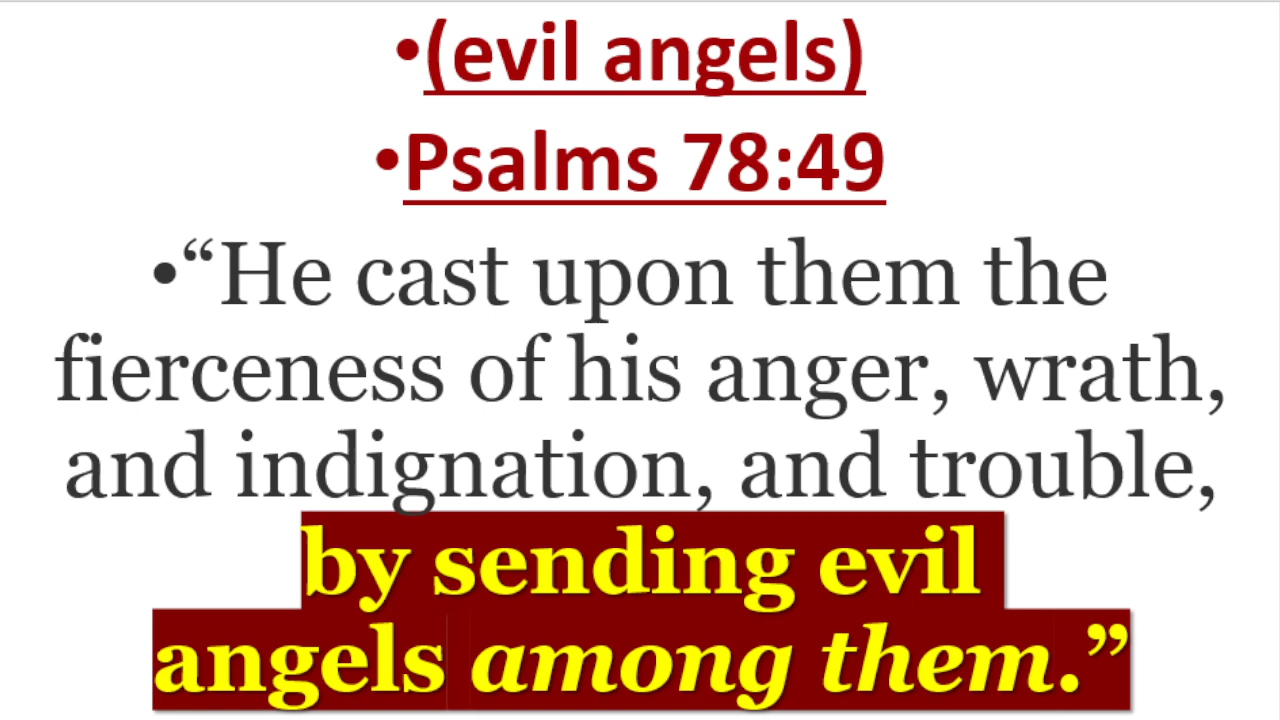 •(evil angels)
•Psalms 78:49
•“He cast upon them the
fierceness of his anger, wrath,
and indignation, and trouble,
by sending evil
angels among them.”